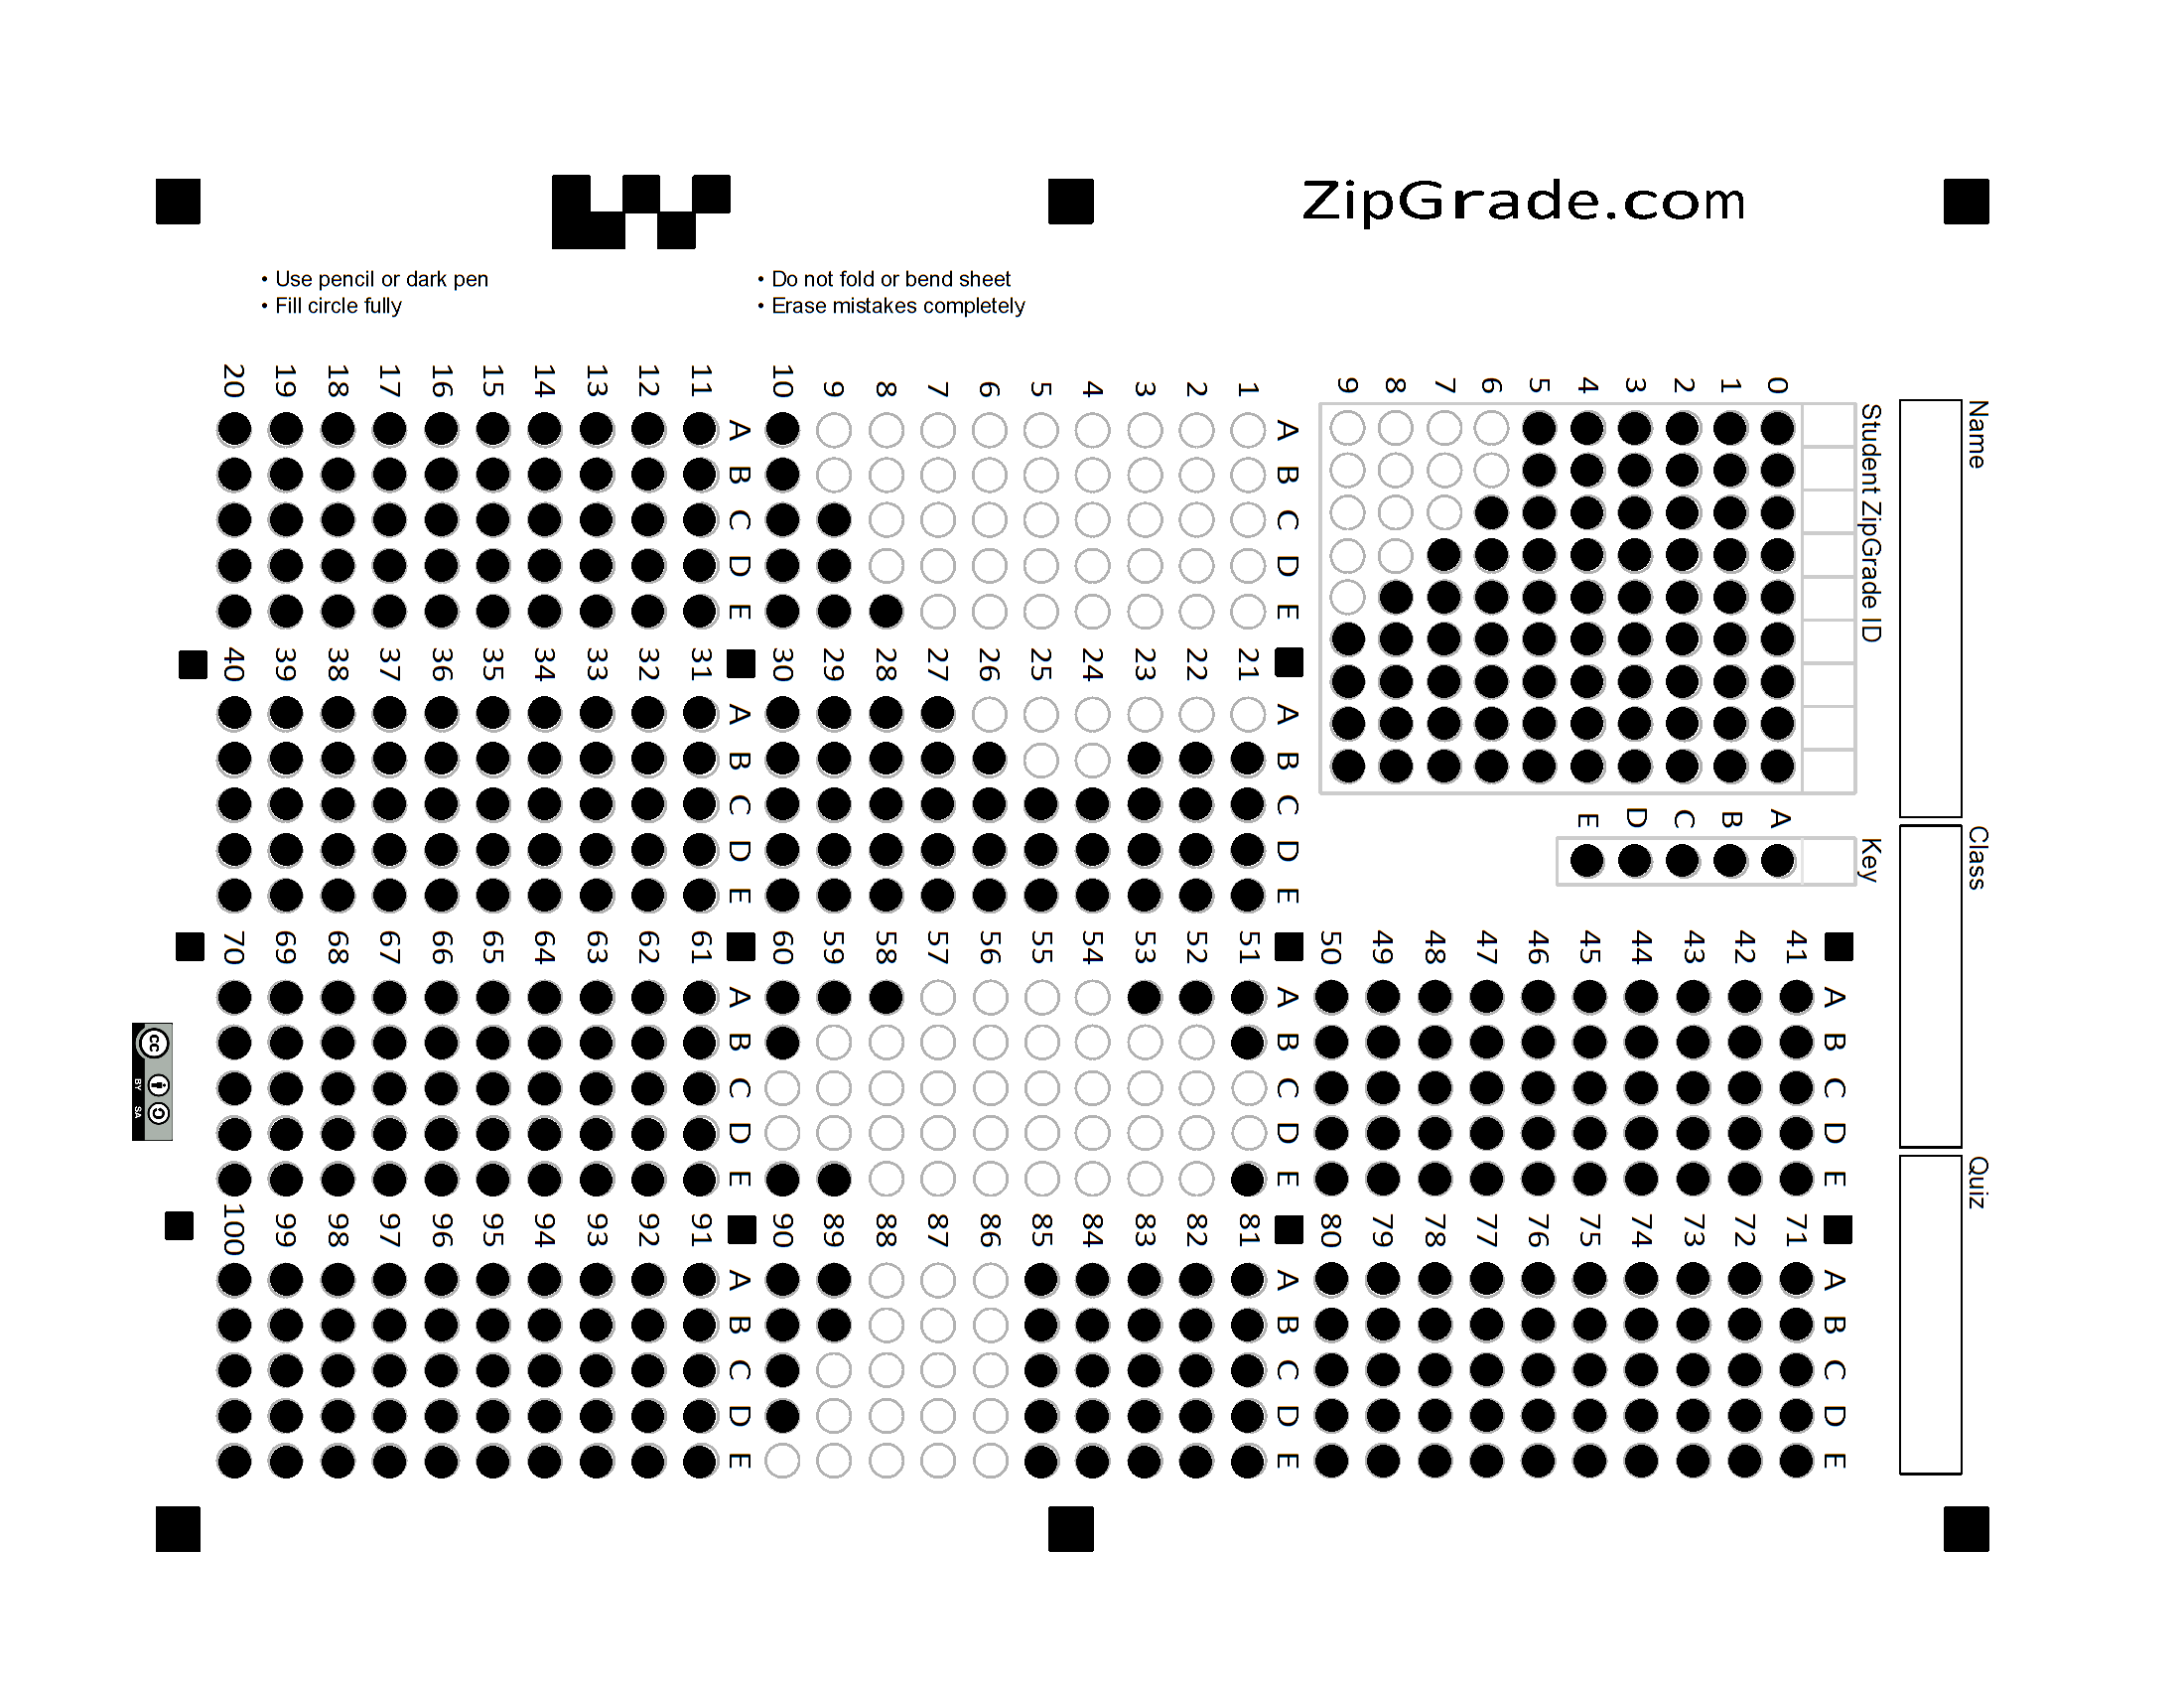 ZipGrade.com
• Use pencil or dark pen
• Fill circle fully
• Do not fold or bend sheet
• Erase mistakes completely
Name
Class
Quiz
Student ZipGrade ID
0 1 2 3 4 5 6 7 8 9
Key
A B C D E
A B C D E
1 2 3 4 5 6 7 8 9 10
A B C D E
11 12 13 14 15 16 17 18 19 20
A B C D E
21 22 23 24 25 26 27 28 29 30
A B C D E
31 32 33 34 35 36 37 38 39 40
A B C D E
41 42 43 44 45 46 47 48 49 50
A B C D E
51 52 53 54 55 56 57 58 59 60
A B C D E
61 62 63 64 65 66 67 68 69 70
A B C D E
71 72 73 74 75 76 77 78 79 80
A B C D E
81 82 83 84 85 86 87 88 89 90
A B C D E
91 92 93 94 95 96 97 98 99 100
cc
BY SA